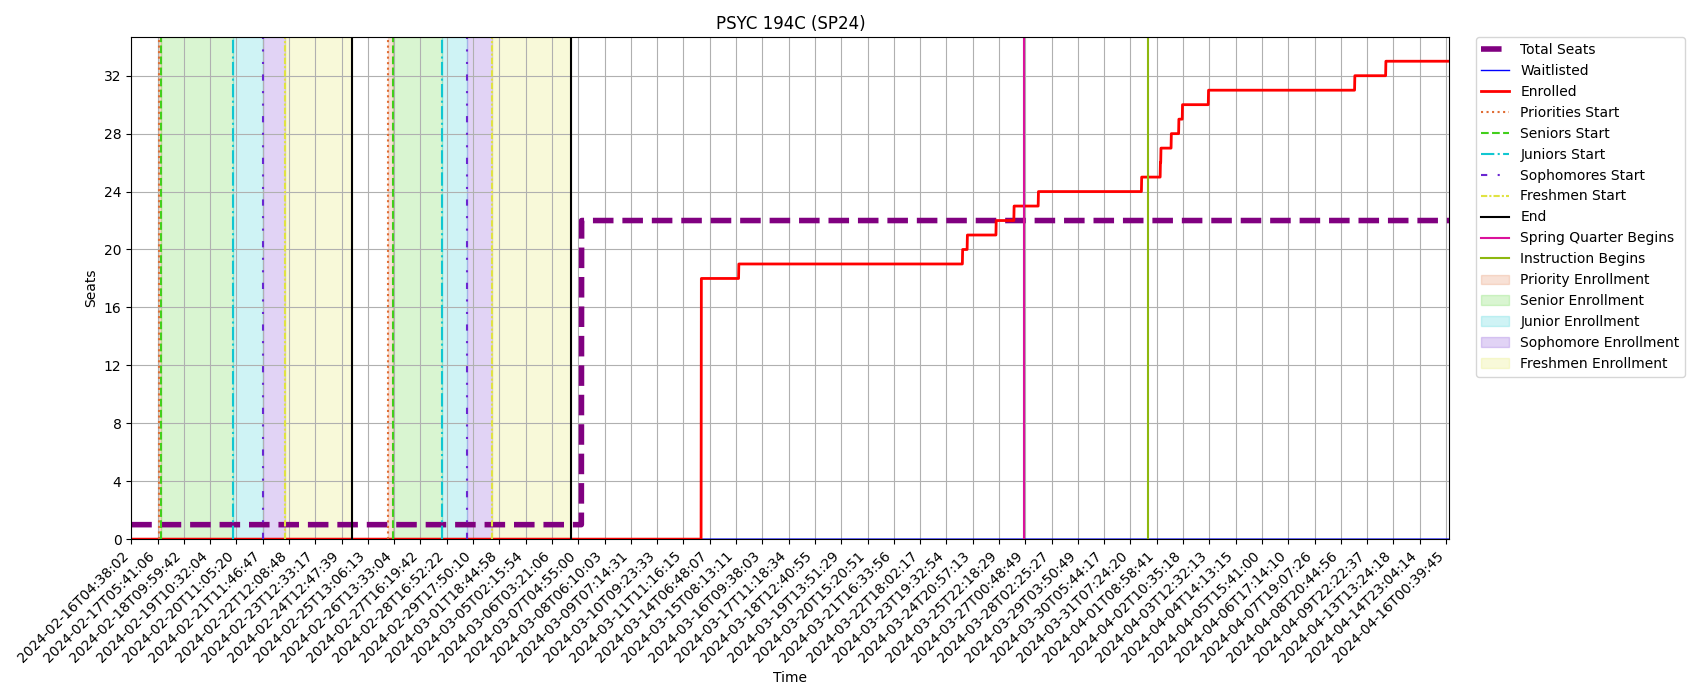 PSYC 194C (SP24)
Seats
32
28
24
20
16
12
8
4
0
2024-02-16T04:38:02
2024-02-17T05:41:06
2024-02-18T09:59:42
2024-02-19T10:32:04
2024-02-20T11:05:20
2024-02-21T11:46:47
2024-02-22T12:08:48
2024-02-23T12:33:17
2024-02-24T12:47:39
2024-02-25T13:06:13
2024-02-26T13:33:04
2024-02-27T16:19:42
2024-02-28T16:52:22
2024-02-29T17:50:10
2024-03-01T18:44:58
2024-03-05T02:15:54
2024-03-06T03:21:06
2024-03-07T04:55:00
2024-03-08T06:10:03
2024-03-09T07:14:31
2024-03-10T09:23:33
2024-03-11T11:16:15
2024-03-14T06:48:07
2024-03-15T08:13:11
2024-03-16T09:38:03
2024-03-17T11:18:34
2024-03-18T12:40:55
2024-03-19T13:51:29
2024-03-20T15:20:51
2024-03-21T16:33:56
2024-03-22T18:02:17
2024-03-23T19:32:54
2024-03-24T20:57:13
2024-03-25T22:18:29
2024-03-27T00:48:49
2024-03-28T02:25:27
2024-03-29T03:50:49
2024-03-30T05:44:17
2024-03-31T07:24:20
2024-04-01T08:58:41
2024-04-02T10:35:18
2024-04-03T12:32:13
2024-04-04T14:13:15
2024-04-05T15:41:00
2024-04-06T17:14:10
2024-04-07T19:07:26
2024-04-08T20:44:56
2024-04-09T22:22:37
2024-04-13T13:24:18
2024-04-14T23:04:14
2024-04-16T00:39:45
Time
Total Seats
Waitlisted
Enrolled
Priorities Start
Seniors Start
Juniors Start
Sophomores Start
Freshmen Start
End
Spring Quarter Begins
Instruction Begins
Priority Enrollment
Senior Enrollment
Junior Enrollment
Sophomore Enrollment
Freshmen Enrollment